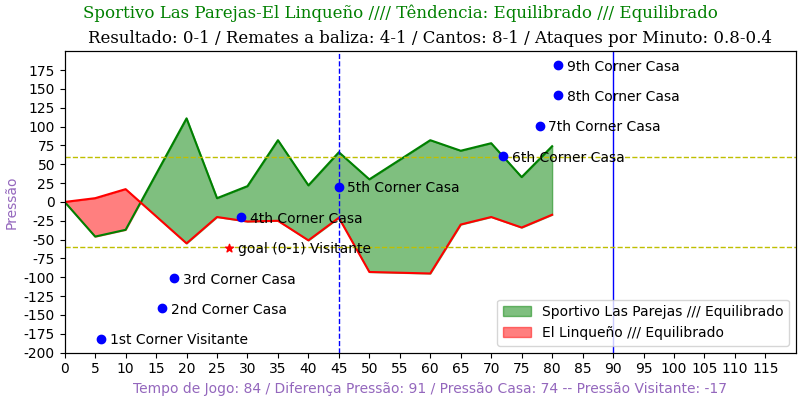 Sportivo Las Parejas-El Linqueño //// Têndencia: Equilibrado /// Equilibrado
Resultado: 0-1 / Remates a baliza: 4-1 / Cantos: 8-1 / Ataques por Minuto: 0.8-0.4
Pressão
175
150
125
100
75
50
25
0
-25
-50
-75
-100
-125
-150
-175
-200
9th Corner Casa
8th Corner Casa
7th Corner Casa
6th Corner Casa
5th Corner Casa
4th Corner Casa
goal (0-1) Visitante
3rd Corner Casa
2nd Corner Casa
1st Corner Visitante
Sportivo Las Parejas /// Equilibrado
El Linqueño /// Equilibrado
0 5 10 15 20 25 30 35 40 45 50 55 60 65 70 75 80 85 90 95 100 105 110 115
Tempo de Jogo: 84 / Diferença Pressão: 91 / Pressão Casa: 74 -- Pressão Visitante: -17